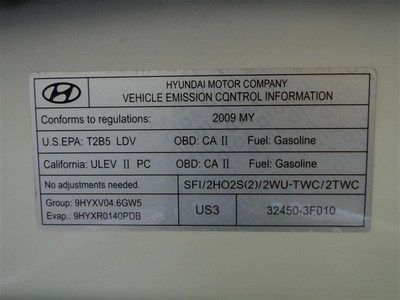 HYUNDAI MOTOR COMPANY
VEHICLE EMISSION CONTROL INFORMATION
Conforms to regulations: 2009 MY
U.S.EPA: T2B5 LDV OBD: CA II Fuel: Gasoline
California: ULEV II PC OBD: CA II Fuel: Gasoline
No adjustments needed. SFI/2HO2S(2)/2WU-TWC/2TWC
Group: 9HYXV04.6GW5
Evap.: 9HYXR0140PDB
US3 32450-3F010